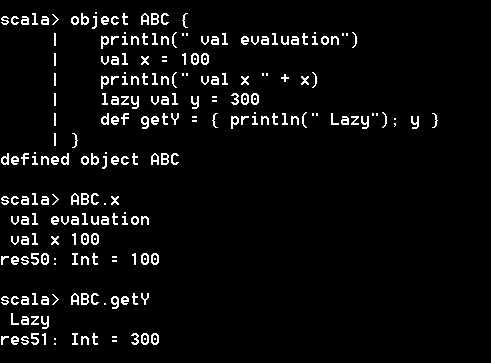 scala> object ABC {
     |    println(" val evaluation")
     |    val x = 100
     |    println(" val x " + x)
     |    lazy val y = 300
     |    def getY = { println(" Lazy"); y }
     | }
defined object ABC

scala> ABC.x
 val evaluation
 val x 100
res50: Int = 100

scala> ABC.getY
 Lazy
res51: Int = 300